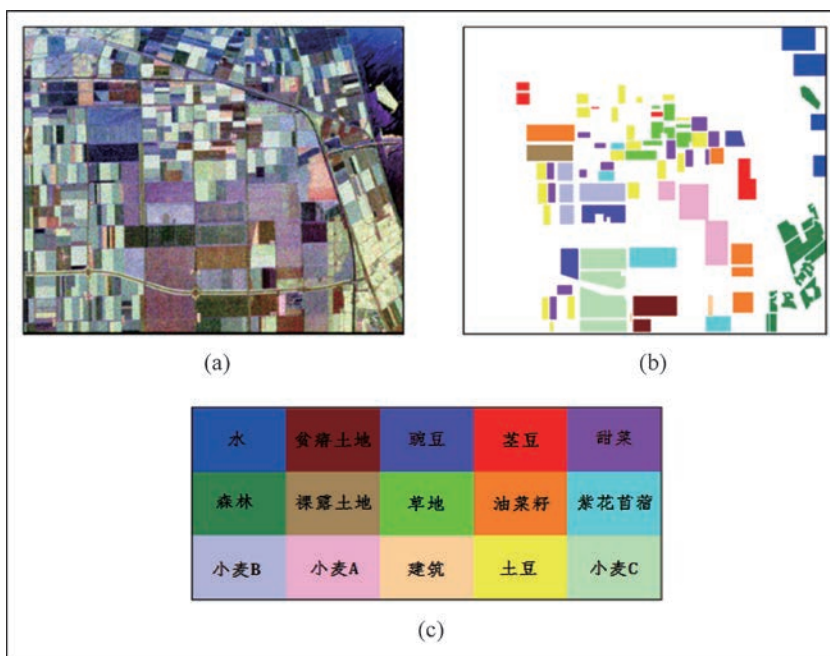 (a)
(b)
水 贫瘠土地 豌豆 茎豆 甜菜
森林 裸露土地 草地 油菜籽 紫花苜蓿
小麦B 小麦A 建筑 土豆 小麦C
(c)